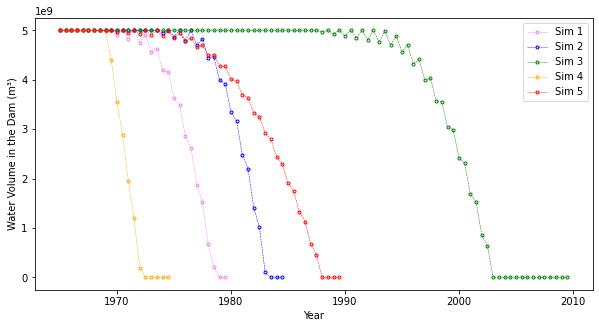 1e9
Water Volume in the Dam (m³)
5
4
3
2
1
0
1970
1980
1990
2000
2010
Year
Sim 1
Sim 2
Sim 3
Sim 4
Sim 5